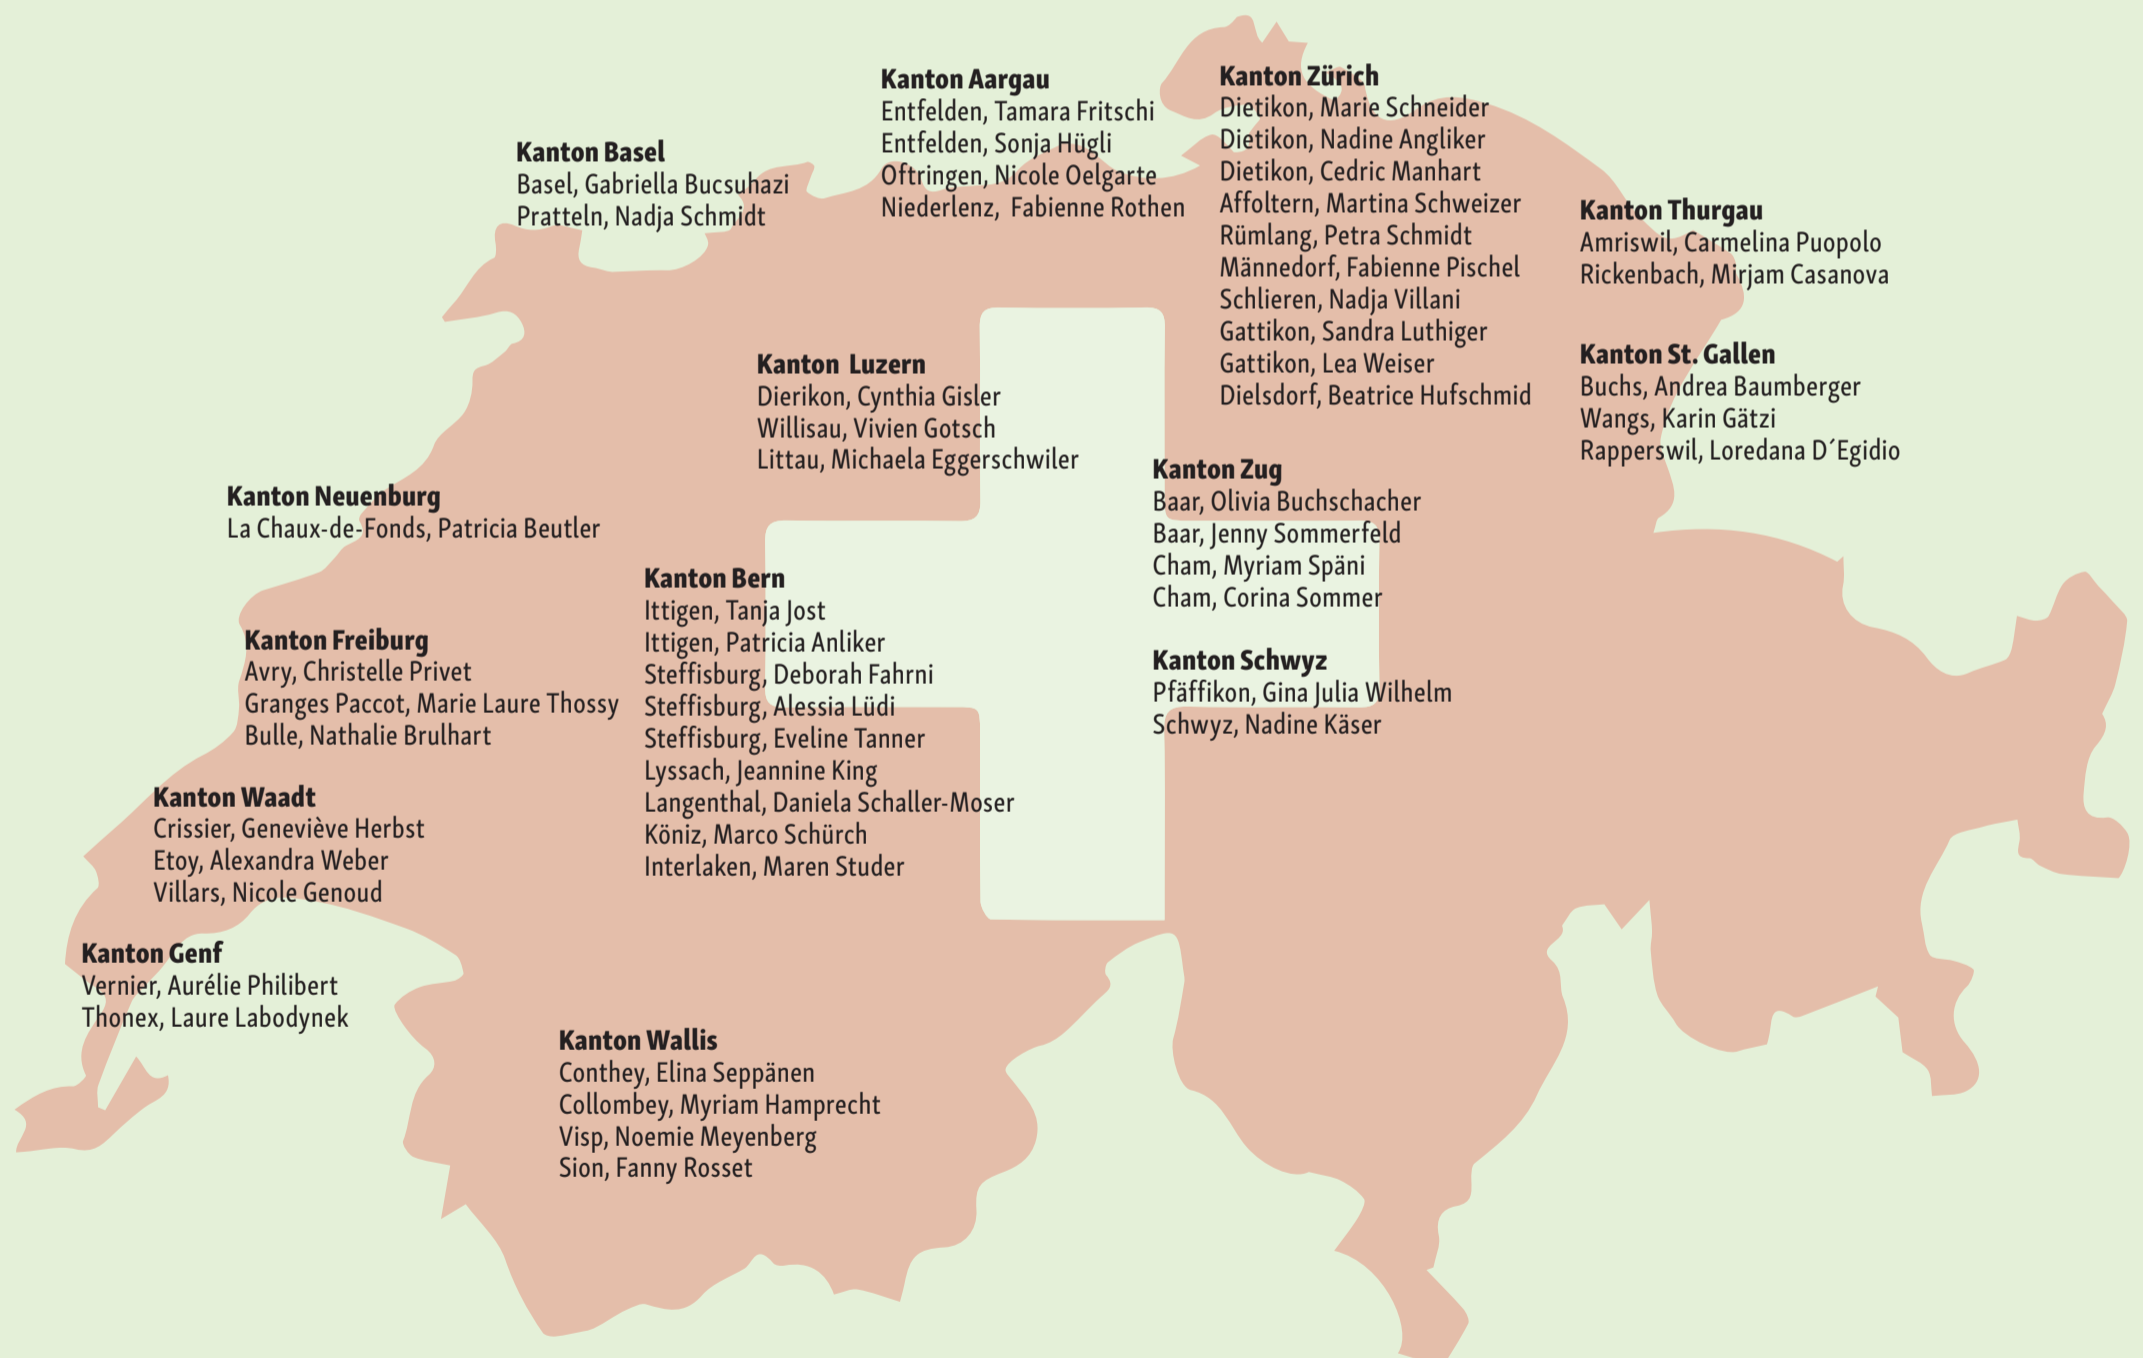 Kanton Aargau
Entfelden, Tamara Fritschi
Entfelden, Sonja Hügli
Oftringen, Nicole Oelgarte
Niederlenz,  Fabienne Rothen
Kanton Zürich
Dietikon, Marie Schneider
Dietikon, Nadine Angliker
Dietikon, Cedric Manhart
Affoltern, Martina Schweizer
Rümlang, Petra Schmidt
Männedorf, Fabienne Pischel
Schlieren, Nadja Villani
Gattikon, Sandra Luthiger
Gattikon, Lea Weiser
Dielsdorf, Beatrice Hufschmid
Kanton Basel
Basel, Gabriella Bucsuhazi
Pratteln, Nadja Schmidt
Kanton Thurgau
Amriswil, Carmelina Puopolo
Rickenbach, Mirjam Casanova
Kanton St. Gallen
Buchs, Andrea Baumberger
Wangs, Karin Gätzi
Rapperswil, Loredana D´Egidio
Kanton  Luzern
Dierikon, Cynthia Gisler
Willisau, Vivien Gotsch
Littau, Michaela Eggerschwiler
Kanton Zug
Baar, Olivia Buchschacher
Baar, Jenny Sommerfeld
Cham, Myriam Späni
Cham, Corina Sommer
Kanton Neuenburg
La Chaux-de-Fonds, Patricia Beutler
Kanton Bern
Ittigen, Tanja Jost
Ittigen, Patricia Anliker
Steffisburg, Deborah Fahrni
Steffisburg, Alessia Lüdi
Steffisburg, Eveline Tanner
Lyssach, Jeannine King
Langenthal, Daniela Schaller-Moser
Köniz, Marco Schürch
Interlaken, Maren Studer
Kanton Freiburg
Avry, Christelle Privet
Granges Paccot, Marie Laure Thossy
Bulle, Nathalie Brulhart
Kanton Schwyz
Pfäffikon, Gina Julia Wilhelm
Schwyz, Nadine Käser
Kanton Waadt
Crissier, Geneviève Herbst
Etoy, Alexandra Weber
Villars, Nicole Genoud
Kanton Genf
Vernier, Aurélie Philibert
Thonex, Laure Labodynek
Kanton Wallis
Conthey, Elina Seppänen
Collombey, Myriam Hamprecht
Visp, Noemie Meyenberg
Sion, Fanny Rosset